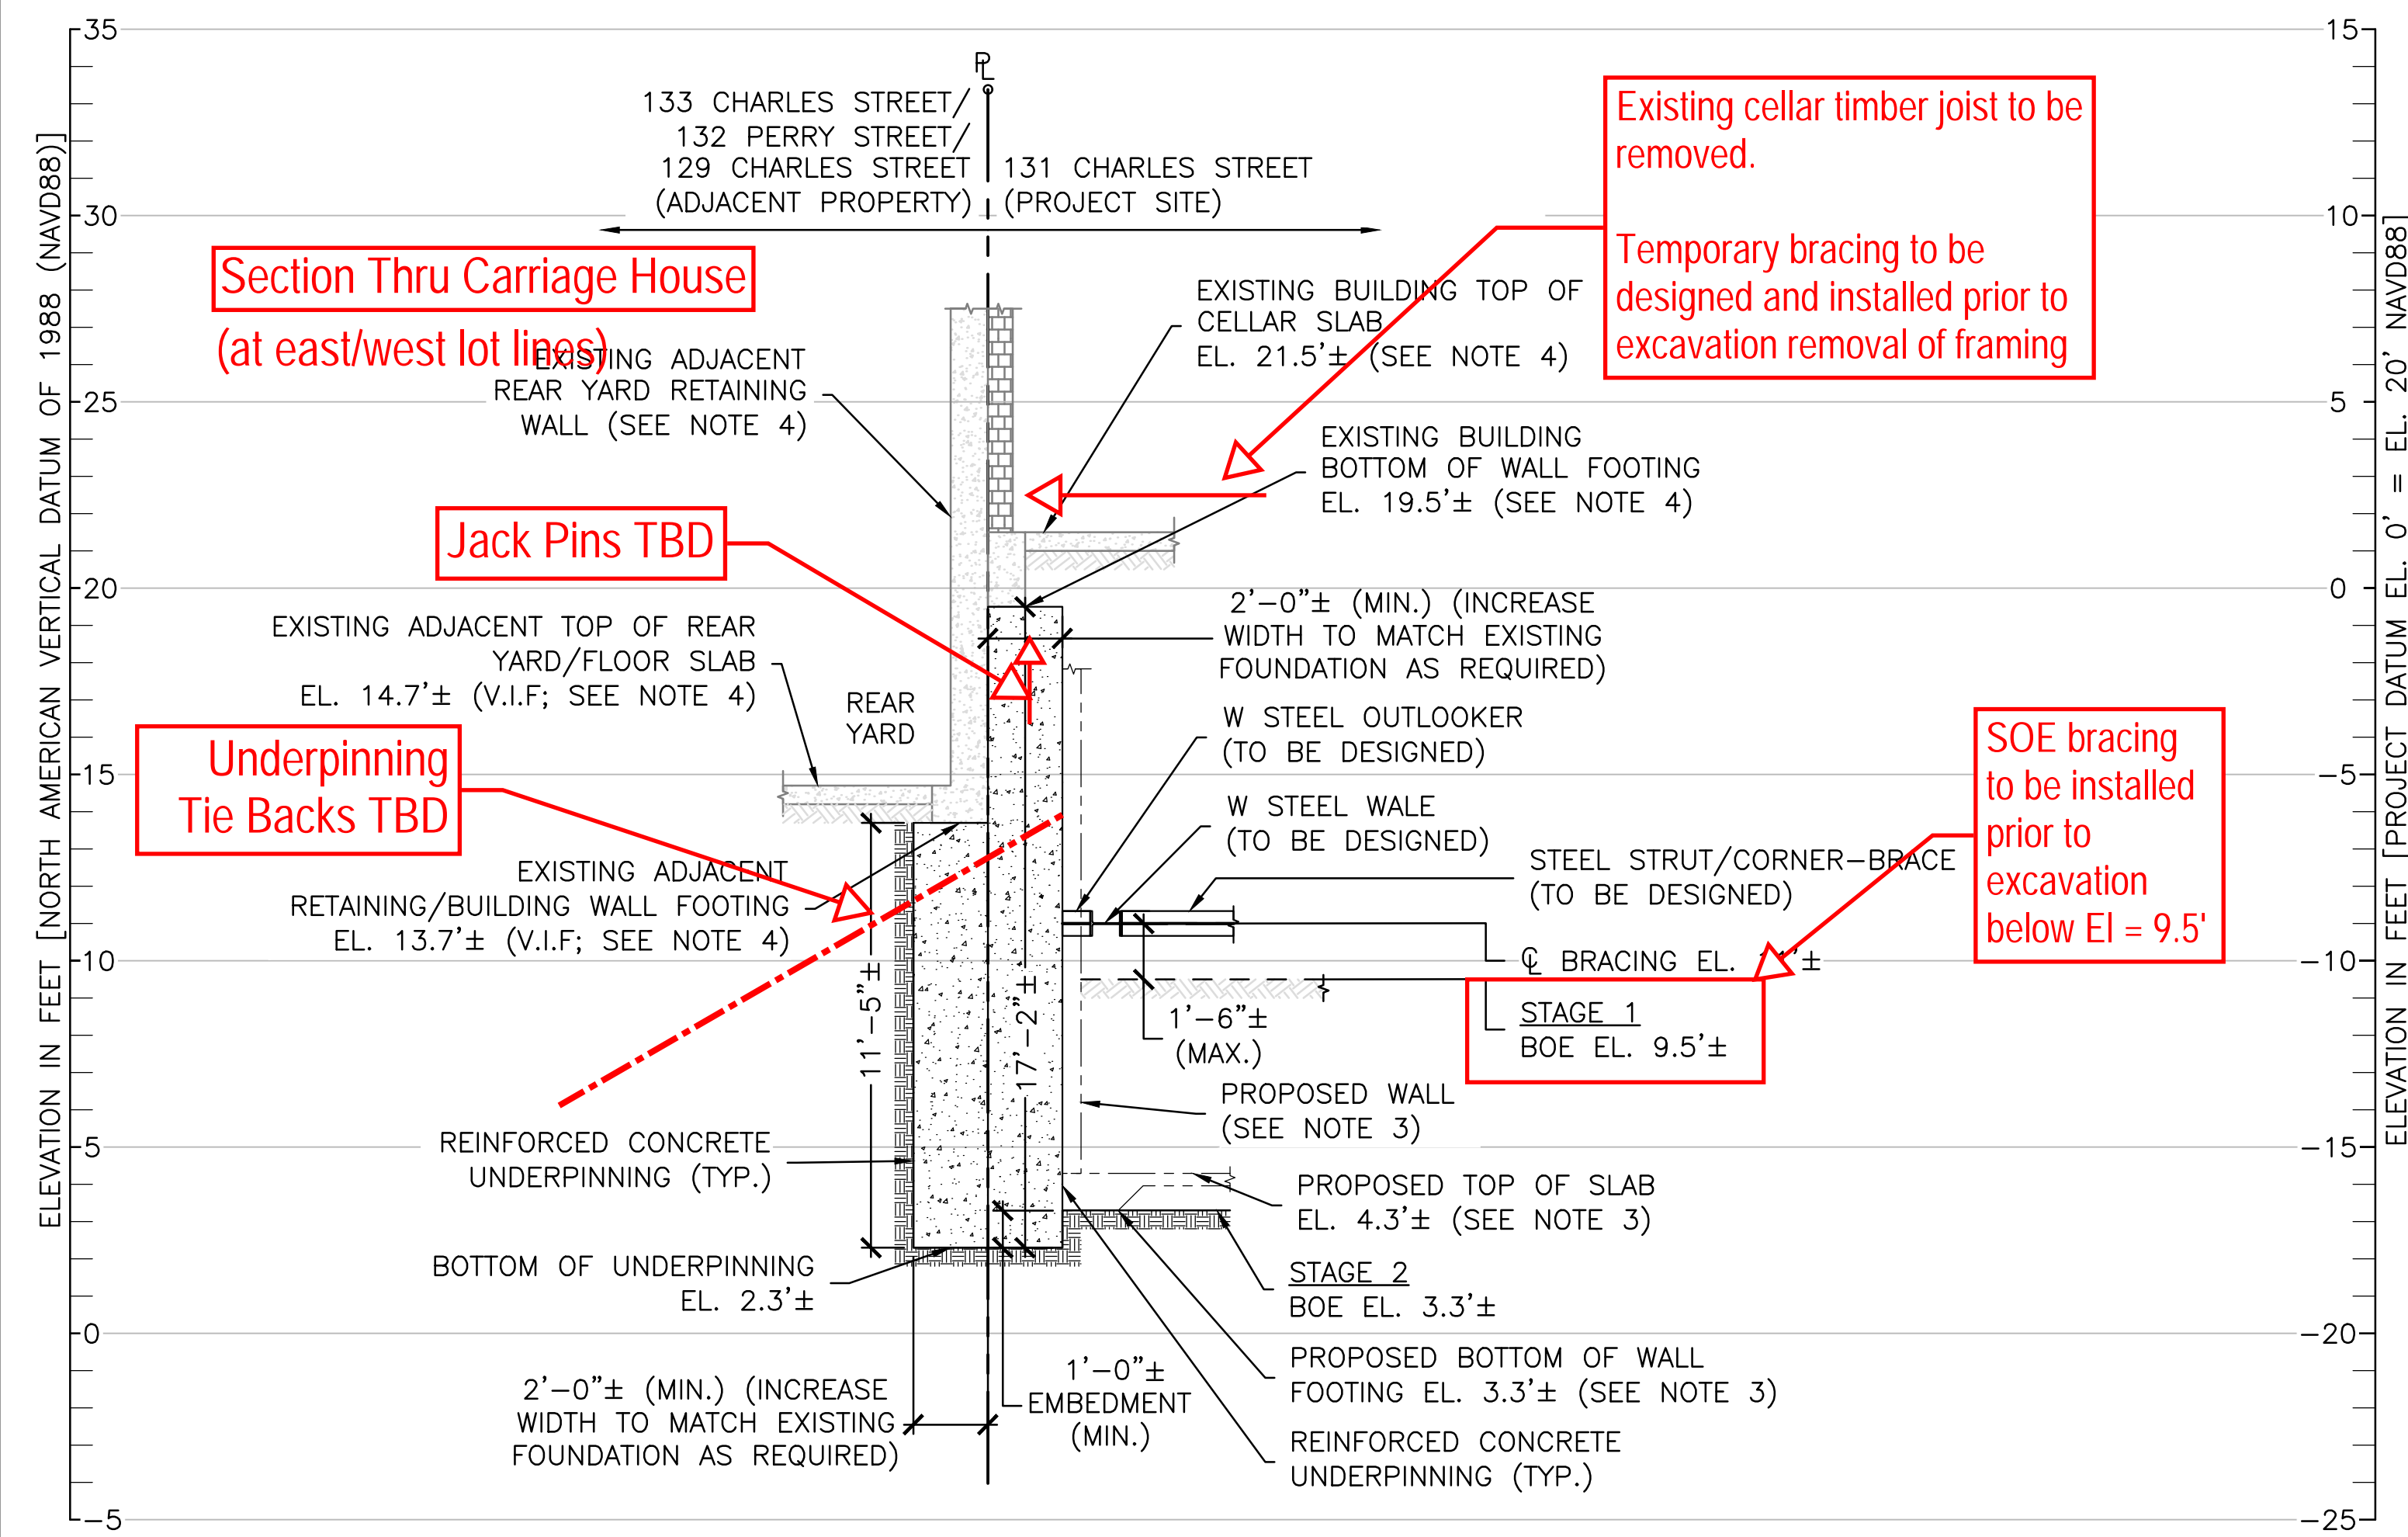 35
30
25
20
15
10
5
0
-5
ELEVATION IN FEET [NORTH AMERICAN VERTICAL DATUM OF 1988 (NAVD88)]
15
10
5
0
-5
-10
-15
-20
-25
ELEVATION IN FEET [PROJECT DATUM EL. 0' = EL. 20' NAVD88]
PL
133 CHARLES STREET/
132 PERRY STREET/
129 CHARLES STREET
(ADJACENT PROPERTY)
131 CHARLES STREET
(PROJECT SITE)
Existing cellar timber joist to be
removed.
Temporary bracing to be
designed and installed prior to
excavation removal of framing
Section Thru Carriage House
(at east/west lot lines)
EXISTING ADJACENT
REAR YARD RETAINING
WALL (SEE NOTE 4)
EXISTING BUILDING TOP OF
CELLAR SLAB
EL. 21.5'± (SEE NOTE 4)
EXISTING BUILDING
BOTTOM OF WALL FOOTING
EL. 19.5'± (SEE NOTE 4)
Jack Pins TBD
2'-0"± (MIN.) (INCREASE
WIDTH TO MATCH EXISTING
FOUNDATION AS REQUIRED)
EXISTING ADJACENT TOP OF REAR
YARD/FLOOR SLAB
EL. 14.7'± (V.I.F; SEE NOTE 4)
REAR
YARD
W STEEL OUTLOOKER
(TO BE DESIGNED)
Underpinning
Tie Backs TBD
W STEEL WALE
(TO BE DESIGNED)
SOE bracing
to be installed
prior to
excavation
below El = 9.5'
STEEL STRUT/CORNER-BRACE
(TO BE DESIGNED)
EXISTING ADJACENT
RETAINING/BUILDING WALL FOOTING
EL. 13.7'± (V.I.F; SEE NOTE 4)
CL BRACING EL.
11'-5"±
17'-2"±
1'-6"±
(MAX.)
STAGE 1
BOE EL. 9.5'±
PROPOSED WALL
(SEE NOTE 3)
REINFORCED CONCRETE
UNDERPINNING (TYP.)
PROPOSED TOP OF SLAB
EL. 4.3'± (SEE NOTE 3)
BOTTOM OF UNDERPINNING
EL. 2.3'±
STAGE 2
BOE EL. 3.3'±
PROPOSED BOTTOM OF WALL
FOOTING EL. 3.3'± (SEE NOTE 3)
2'-0"± (MIN.) (INCREASE
WIDTH TO MATCH EXISTING
FOUNDATION AS REQUIRED)
1'-0"±
EMBEDMENT
(MIN.)
REINFORCED CONCRETE
UNDERPINNING (TYP.)